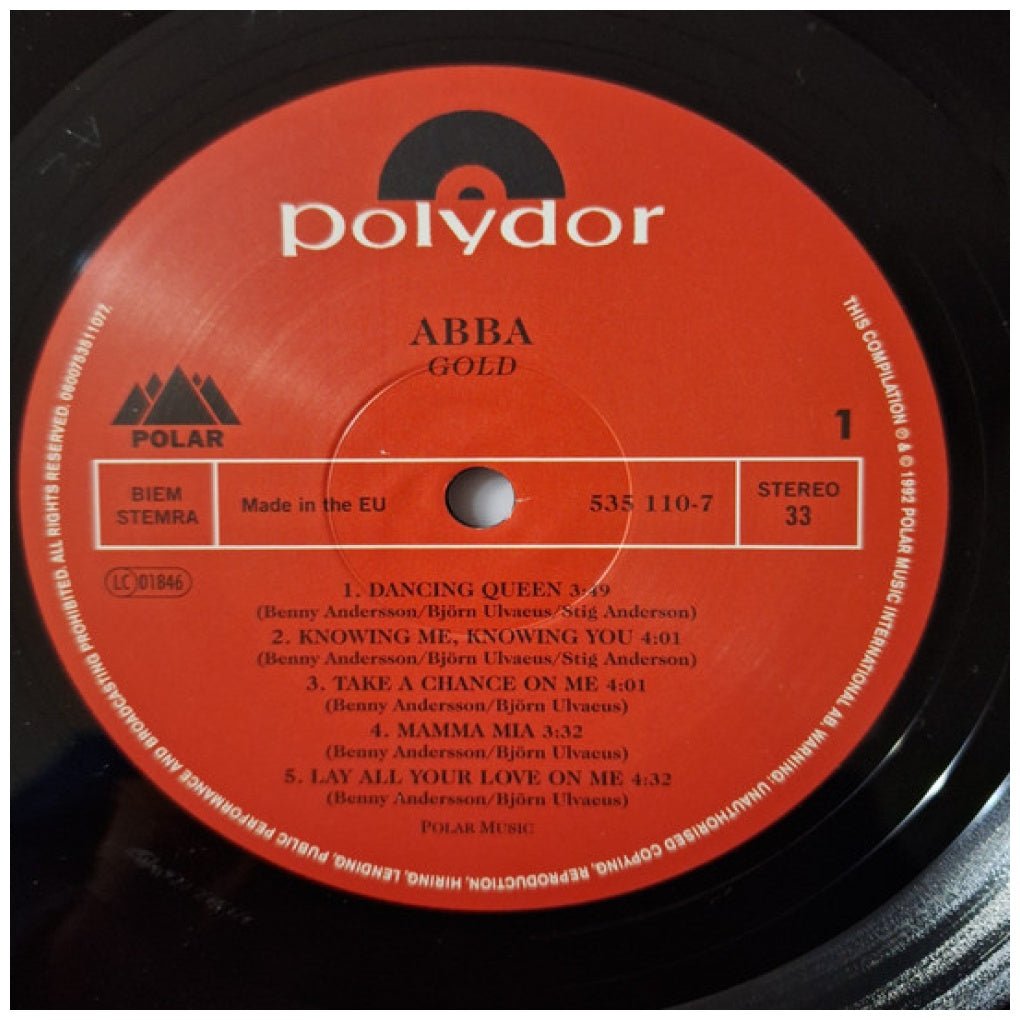 polydor
ABBA
GOLD
POLAR
1
BIEM
STEMRA
Made in the EU
535 110-7
STEREO
33
LC 01846
1. DANCING QUEEN 3:49
(Benny Andersson/Björn Ulvaeus/Stig Anderson)
2. KNOWING ME, KNOWING YOU 4:01
(Benny Andersson/Björn Ulvaeus/Stig Anderson)
3. TAKE A CHANCE ON ME 4:01
(Benny Andersson/Björn Ulvaeus)
4. MAMMA MIA 3:32
(Benny Andersson/Björn Ulvaeus)
5. LAY ALL YOUR LOVE ON ME 4:32
(Benny Andersson/Björn Ulvaeus)
POLAR MUSIC
THIS COMPILATION ℗ & © 1992 POLAR MUSIC INTERNATIONAL AB. WARNING: UNAUTHORISED COPYING, REPRODUCTION, HIRING, LENDING, PUBLIC PERFORMANCE AND BROADCASTING PROHIBITED. ALL RIGHTS RESERVED.